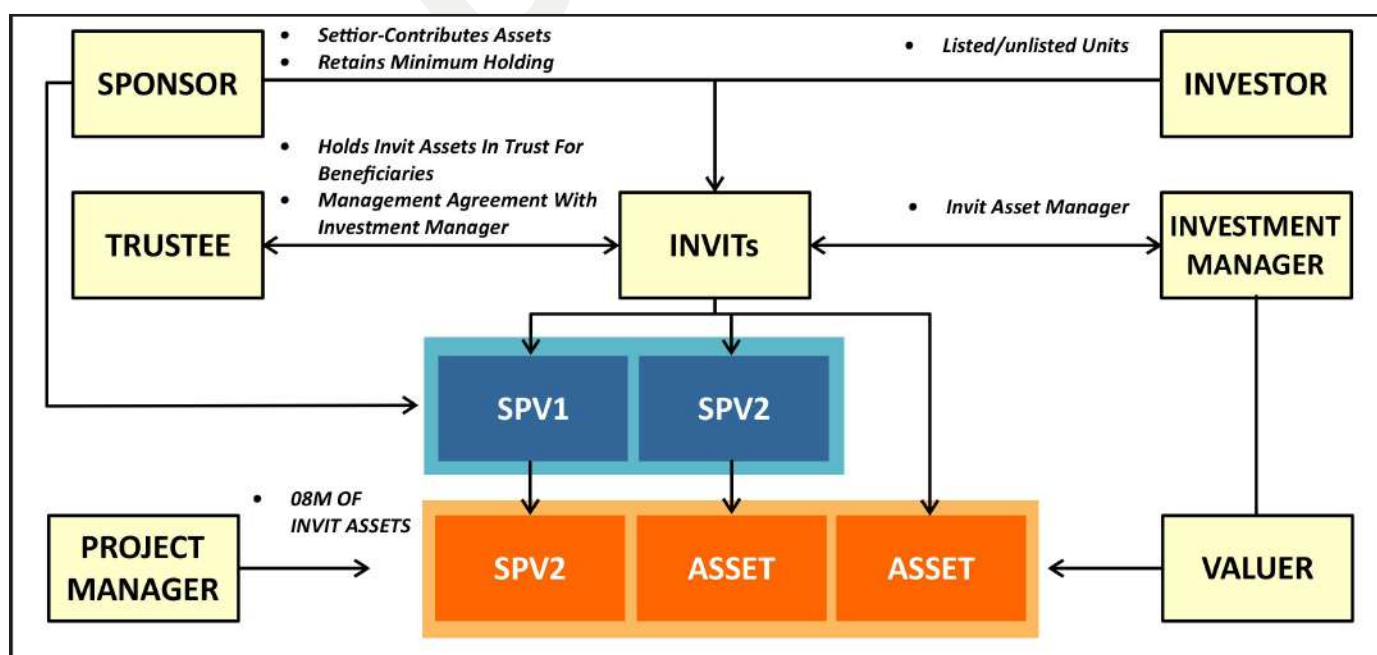 SPONSOR
• Settior-Contributes Assets
• Retains Minimum Holding
• Listed/unlisted Units
INVESTOR
• Holds Invit Assets In Trust For
Beneficiaries
• Management Agreement With
Investment Manager
TRUSTEE
INVITs
• Invit Asset Manager
INVESTMENT
MANAGER
SPV1
SPV2
• 08M OF
INVIT ASSETS
PROJECT
MANAGER
SPV2
ASSET
ASSET
VALUER